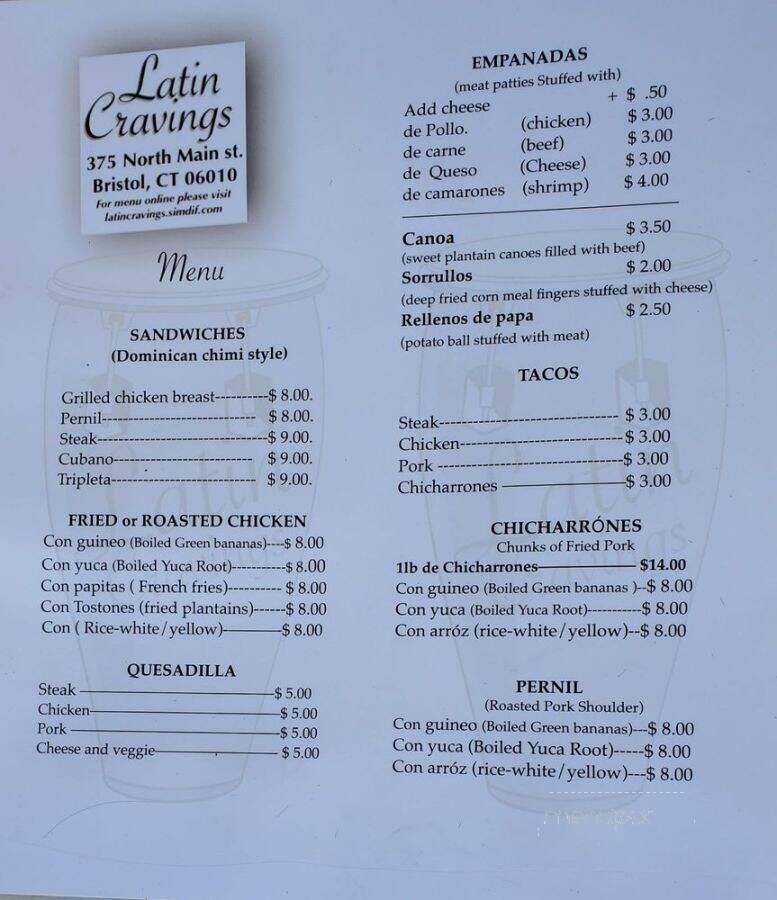 Latin
Cravings
375 North Main st.
Bristol, CT 06010
For menu online please visit
latincravings.simdif.com
Menu
SANDWICHES
(Dominican chimi style)
Grilled chicken breast----------$ 8.00.
Pernil---------------------------- $ 8.00.
Steak--------------------------------$ 9.00.
Cubano-------------------------- $ 9.00.
Tripleta--------------------------- $ 9.00.
FRIED or ROASTED CHICKEN
Con guineo (Boiled Green bananas)----$ 8.00
Con yuca (Boiled Yuca Root)-----------$ 8.00
Con papitas ( French fries)---------- $ 8.00
Con Tostones (fried plantains)------$ 8.00
Con ( Rice-white/yellow)————$ 8.00
QUESADILLA
Steak ————————————$ 5.00
Chicken————————————$ 5.00
Pork —————————————$ 5.00
Cheese and veggie———————— $ 5.00
EMPANADAS
(meat patties Stuffed with)
Add cheese + $ .50
de Pollo. (chicken) $ 3.00
de carne (beef) $ 3.00
de Queso (Cheese) $ 3.00
de camarones (shrimp) $ 4.00
Canoa $ 3.50
(sweet plantain canoes filled with beef)
Sorrullos $ 2.00
(deep fried corn meal fingers stuffed with cheese)
Rellenos de papa $ 2.50
(potato ball stuffed with meat)
TACOS
Steak---------------------------------- $ 3.00
Chicken-------------------------------$ 3.00
Pork ----------------------------------$ 3.00
Chicharrones ————————$ 3.00
CHICHARRÓNES
Chunks of Fried Pork
1lb de Chicharrones—————— $14.00
Con guineo (Boiled Green bananas )--$ 8.00
Con yuca (Boiled Yuca Root)-----------$ 8.00
Con arróz (rice-white/yellow)--$ 8.00
PERNIL
(Roasted Pork Shoulder)
Con guineo (Boiled Green bananas)---$ 8.00
Con yuca (Boiled Yuca Root)-----$ 8.00
Con arróz (rice-white/yellow)---$ 8.00